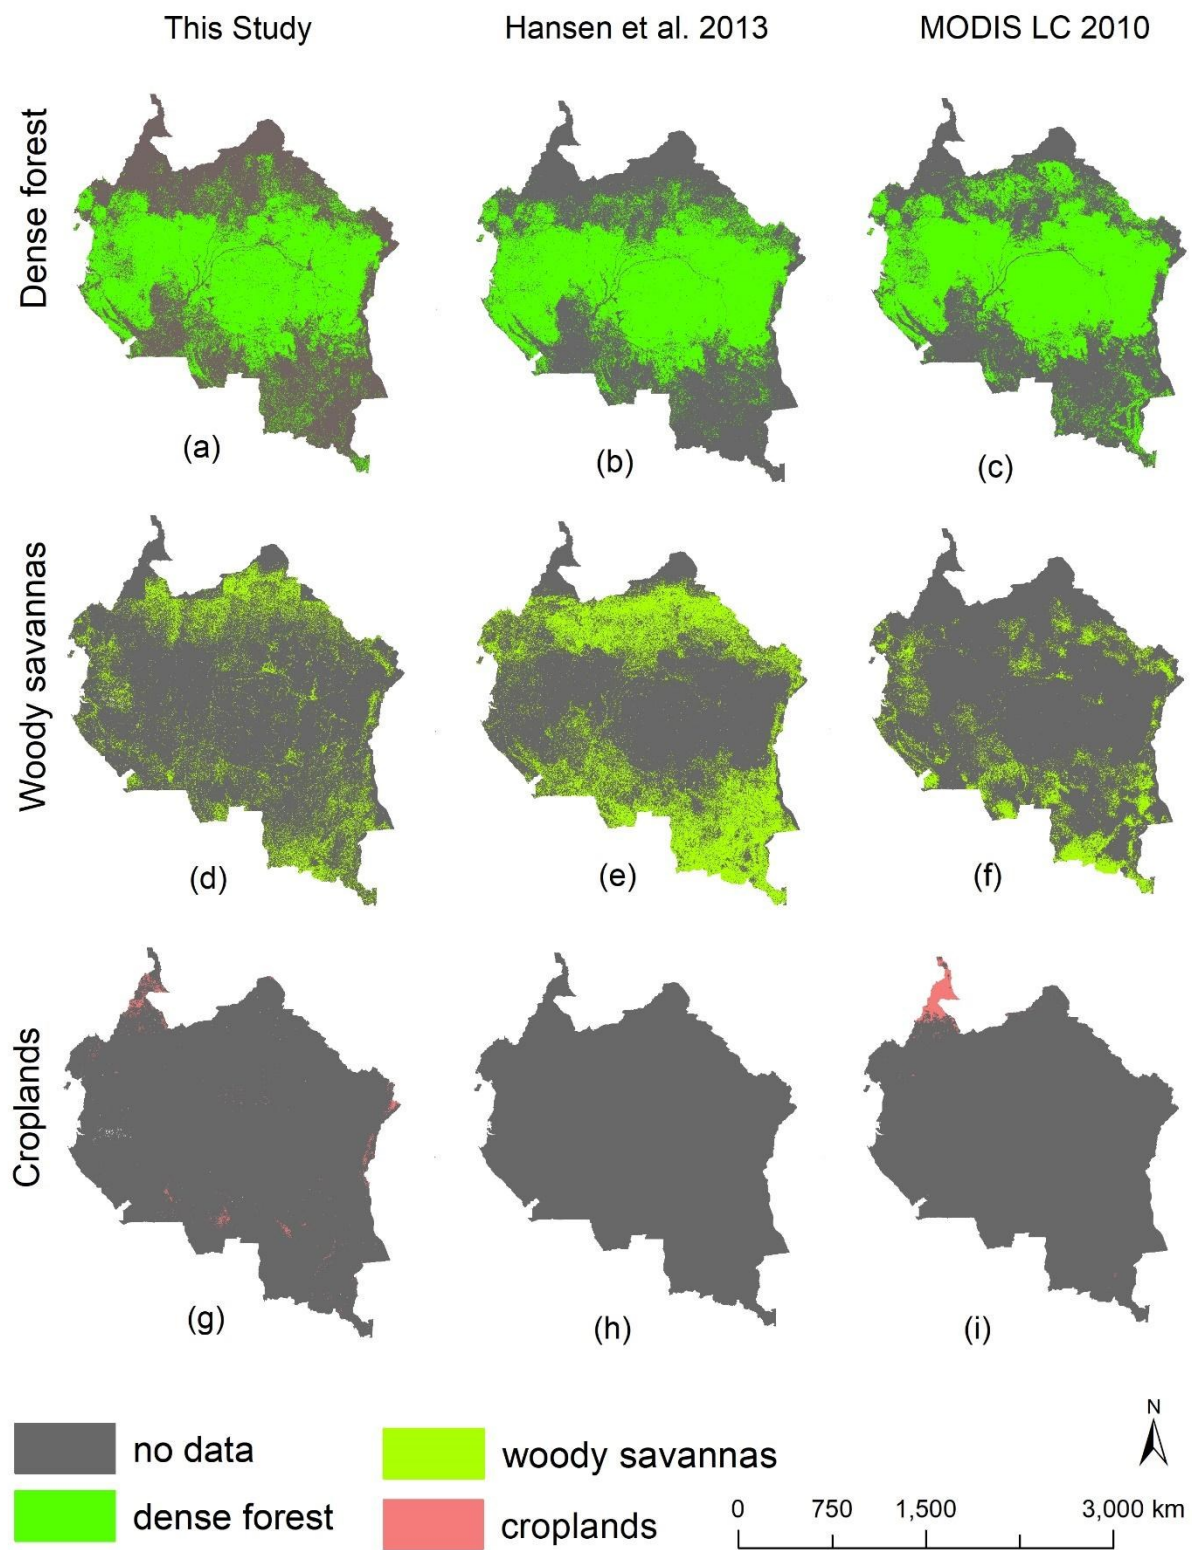 This Study Hansen et al. 2013 MODIS LC 2010
Dense forest
(a) (b) (c)
Woody savannas
(d) (e) (f)
Croplands
(g) (h) (i)
no data woody savannas N
dense forest croplands
0 750 1,500 3,000 km